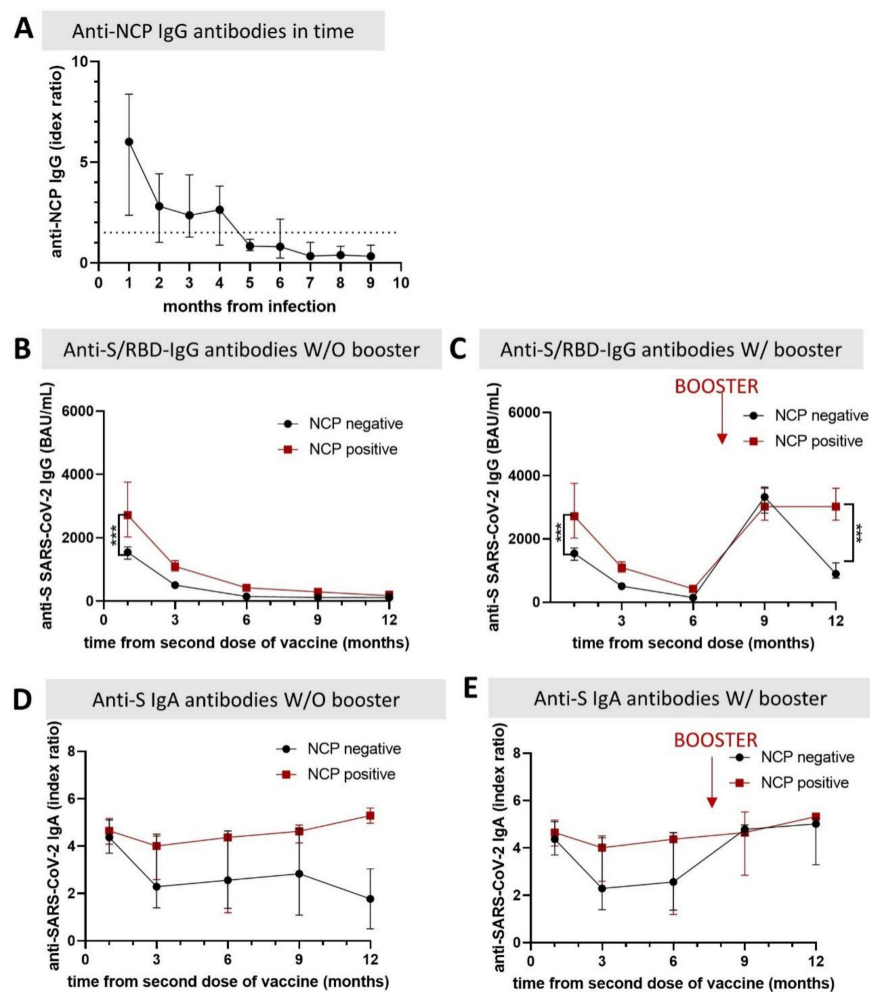 A
Anti-NCP IgG antibodies in time
anti-NCP IgG (idex ratio)
10
5
0
0 1 2 3 4 5 6 7 8 9 10
months from infection
B
Anti-S/RBD-IgG antibodies W/O booster
anti-S SARS-CoV-2 IgG (BAU/mL)
6000
4000
2000
0
NCP negative
NCP positive
***
0 3 6 9 12
time from second dose of vaccine (months)
C
Anti-S/RBD-IgG antibodies W/ booster
BOOSTER
anti-S SARS-CoV-2 IgG (BAU/mL)
6000
4000
2000
0
NCP negative
NCP positive
***
***
0 3 6 9 12
time from second dose (months)
D
Anti-S IgA antibodies W/O booster
anti-SARS-CoV-2 IgA (index ratio)
8
6
4
2
0
NCP negative
NCP positive
0 3 6 9 12
time from second dose of vaccine (months)
E
Anti-S IgA antibodies W/ booster
BOOSTER
anti-SARS-CoV-2 IgA (index ratio)
8
6
4
2
0
NCP negative
NCP positive
0 3 6 9 12
time from second dose of vaccine (months)